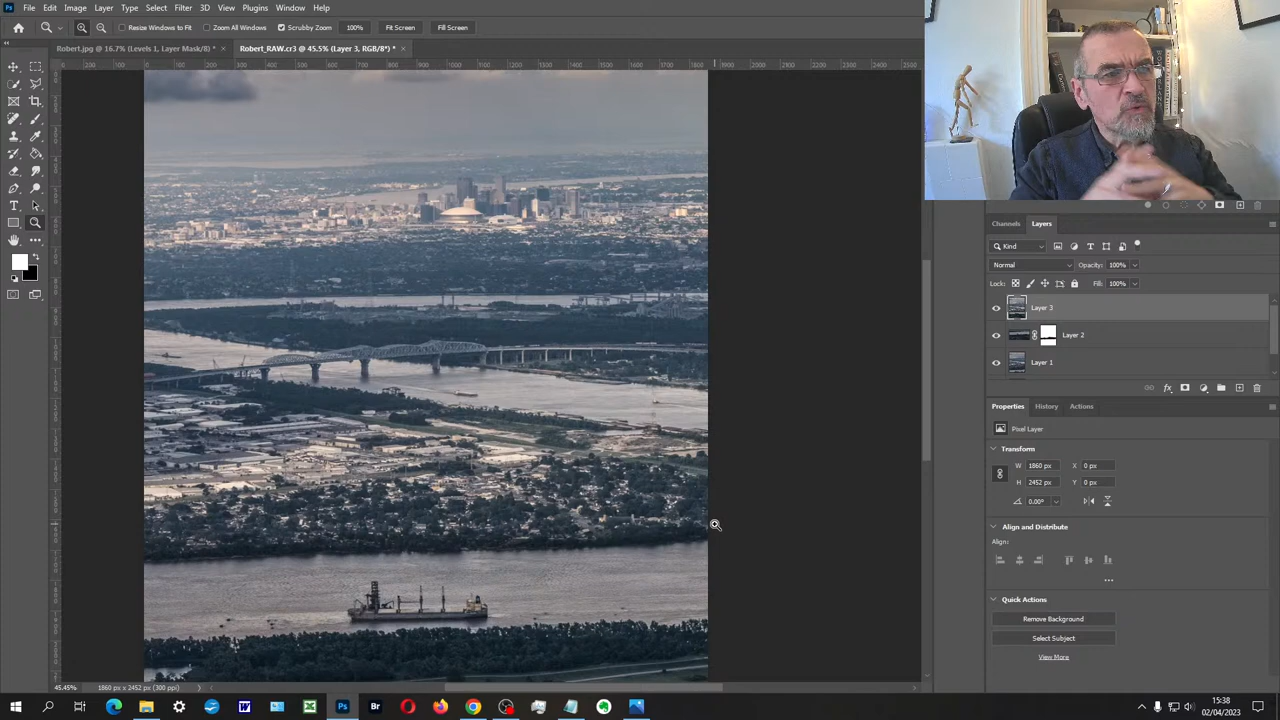 File Edit Image Layer Type Select Filter 3D View Plugins Window Help
Resize Windows to Fit Zoom All Windows Scrubby Zoom 100% Fit Screen Fill Screen
Robert.jpg @ 16.7% (Levels 1, Layer Mask/8) * × Robert_RAW.cr3 @ 45.5% (Layer 3, RGB/8*) * ×
Channels Layers
Kind
Normal Opacity: 100%
Lock: Fill: 100%
Layer 3
Layer 2
Layer 1
Properties History Actions
Pixel Layer
Transform
W 1860 px X 0 px
H 2452 px Y 0 px
0.00°
Align and Distribute
Align:
Quick Actions
Remove Background
Select Subject
View More
45.45% 1860 px x 2452 px (300 ppi)
15:38
02/04/2023